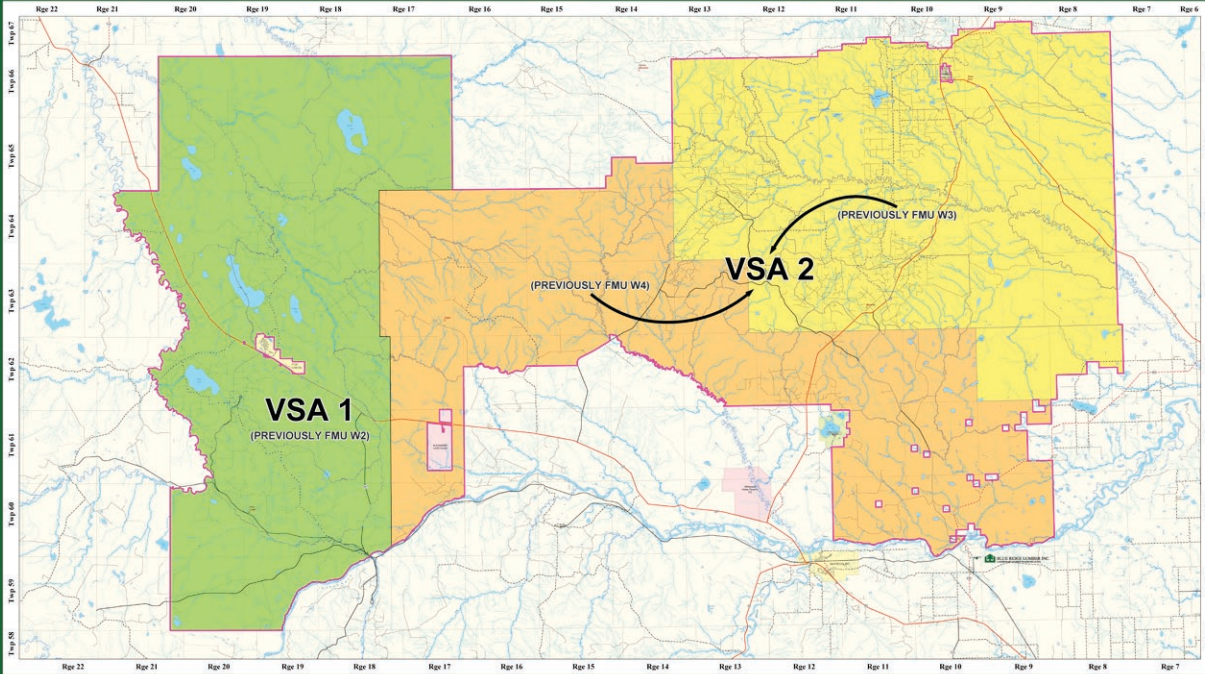 Rge 22 Rge 21 Rge 20 Rge 19 Rge 18 Rge 17 Rge 16 Rge 15 Rge 14 Rge 13 Rge 12 Rge 11 Rge 10 Rge 9 Rge 8 Rge 7 Rge 6
Twp 67
Twp 66
Twp 65
Twp 64
Twp 63
Twp 62
Twp 61
Twp 60
Twp 59
Twp 58
(PREVIOUSLY FMU W3)
VSA 2
(PREVIOUSLY FMU W4)
VSA 1
(PREVIOUSLY FMU W2)
BLUE RIDGE LUMBER INC.
Rge 22 Rge 21 Rge 20 Rge 19 Rge 18 Rge 17 Rge 16 Rge 15 Rge 14 Rge 13 Rge 12 Rge 11 Rge 10 Rge 9 Rge 8 Rge 7